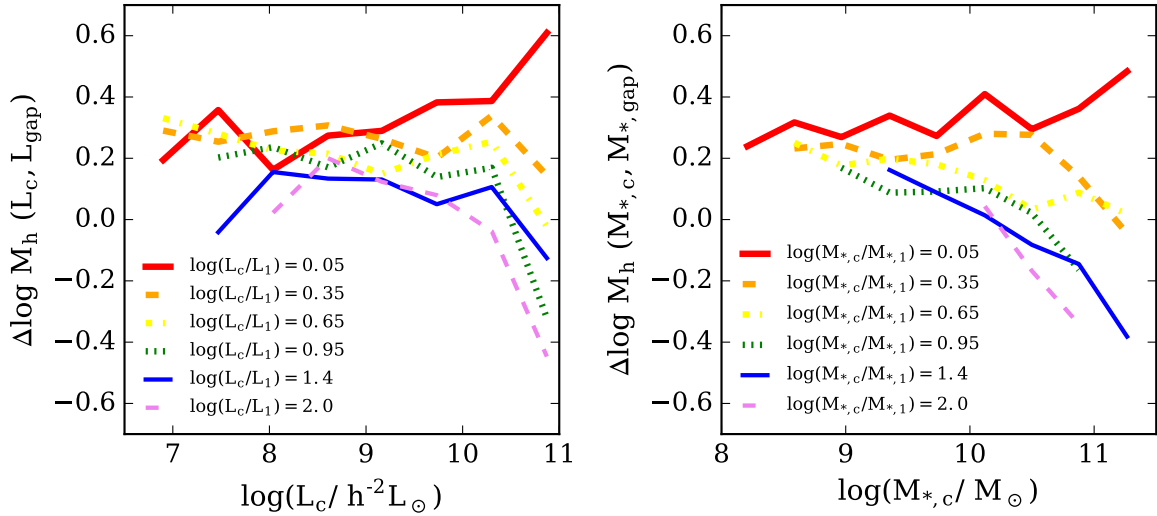 0.6
0.4
0.2
0.0
−0.2
−0.4
−0.6
Δlog M_h (L_c, L_gap)
log(L_c/L_1) = 0.05
log(L_c/L_1) = 0.35
log(L_c/L_1) = 0.65
log(L_c/L_1) = 0.95
log(L_c/L_1) = 1.4
log(L_c/L_1) = 2.0
7 8 9 10 11
log(L_c/ h^-2 L_⊙)
0.6
0.4
0.2
0.0
−0.2
−0.4
−0.6
Δlog M_h (M_*,c, M_*,gap)
log(M_*,c/M_*,1) = 0.05
log(M_*,c/M_*,1) = 0.35
log(M_*,c/M_*,1) = 0.65
log(M_*,c/M_*,1) = 0.95
log(M_*,c/M_*,1) = 1.4
log(M_*,c/M_*,1) = 2.0
8 9 10 11
log(M_*,c/ M_⊙)